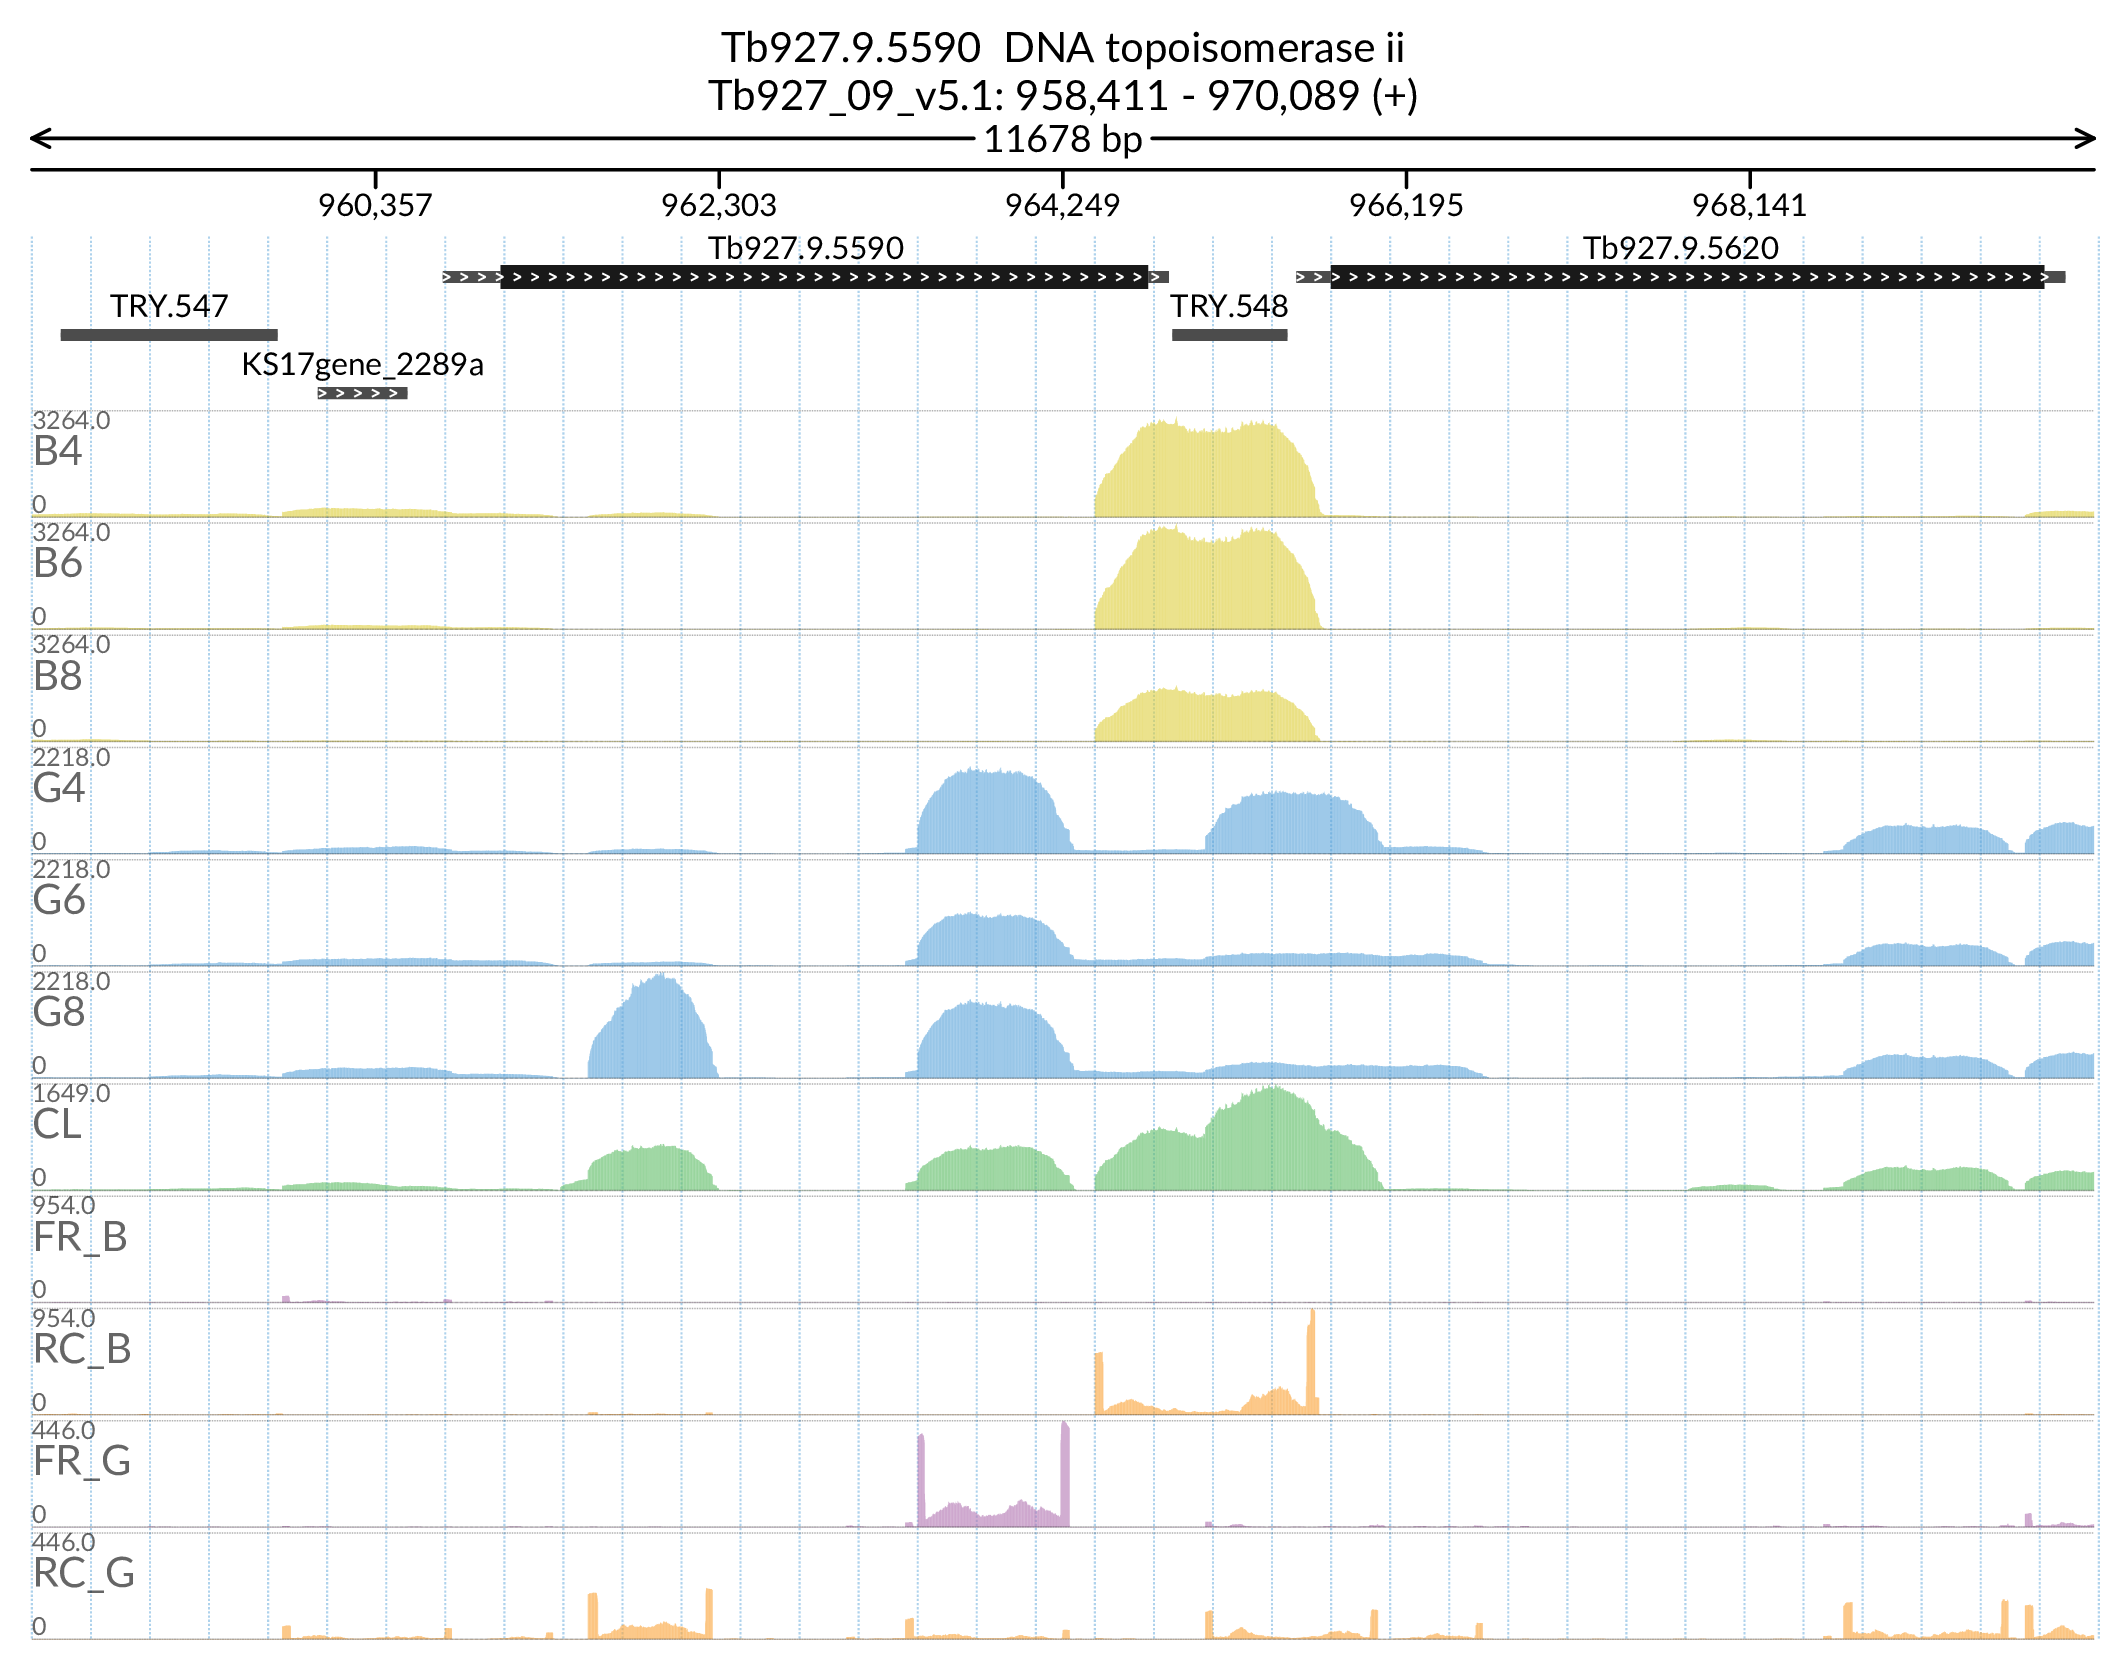 Tb927.9.5590  DNA topoisomerase ii
Tb927_09_v5.1: 958,411 - 970,089 (+)
11678 bp
960,357 962,303 964,249 966,195 968,141
Tb927.9.5590 Tb927.9.5620
TRY.547 TRY.548
KS17gene_2289a
3264.0
B4
0
3264.0
B6
0
3264.0
B8
0
2218.0
G4
0
2218.0
G6
0
2218.0
G8
0
1649.0
CL
0
954.0
FR_B
0
954.0
RC_B
0
446.0
FR_G
0
446.0
RC_G
0